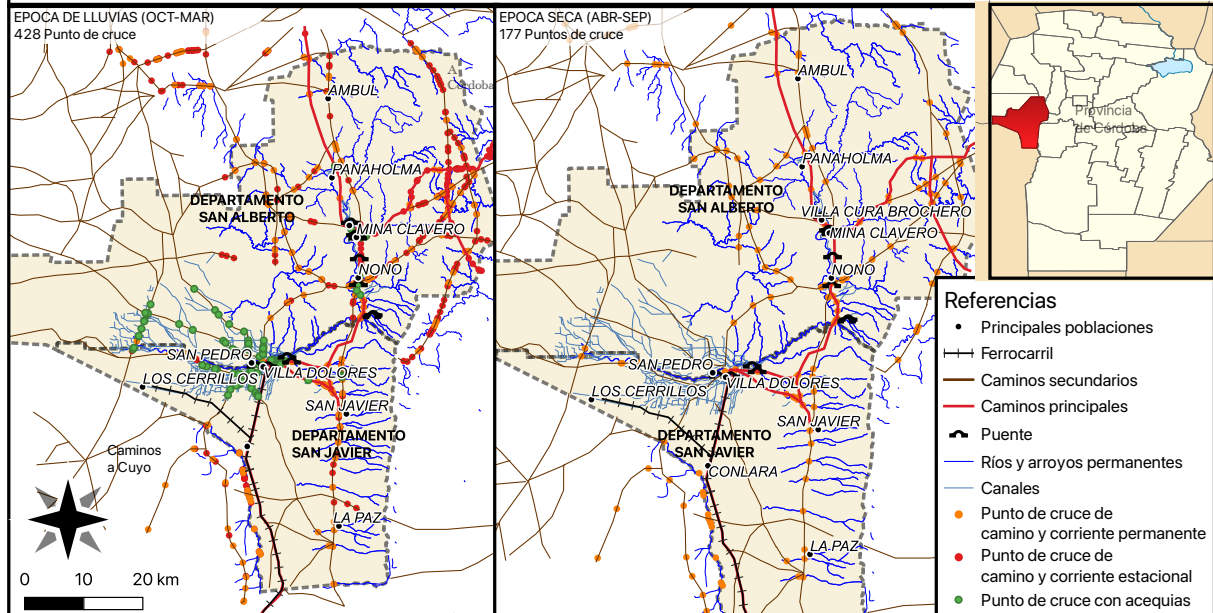 EPOCA DE LLUVIAS (OCT-MAR)
428 Punto de cruce
A
Córdoba
AMBUL
PANAHOLMA
DEPARTAMENTO
SAN ALBERTO
MINA CLAVERO
NONO
SAN PEDRO
VILLA DOLORES
LOS CERRILLOS
SAN JAVIER
DEPARTAMENTO
SAN JAVIER
Caminos
a Cuyo
LA PAZ
0 10 20 km
EPOCA SECA (ABR-SEP)
177 Puntos de cruce
AMBUL
PANAHOLMA
DEPARTAMENTO
SAN ALBERTO
VILLA CURA BROCHERO
MINA CLAVERO
NONO
SAN PEDRO
VILLA DOLORES
LOS CERRILLOS
SAN JAVIER
DEPARTAMENTO
SAN JAVIER
CONLARA
LA PAZ
Provincia
de Córdoba
Referencias
Principales poblaciones
Ferrocarril
Caminos secundarios
Caminos principales
Puente
Ríos y arroyos permanentes
Canales
Punto de cruce de
camino y corriente permanente
Punto de cruce de
camino y corriente estacional
Punto de cruce con acequias